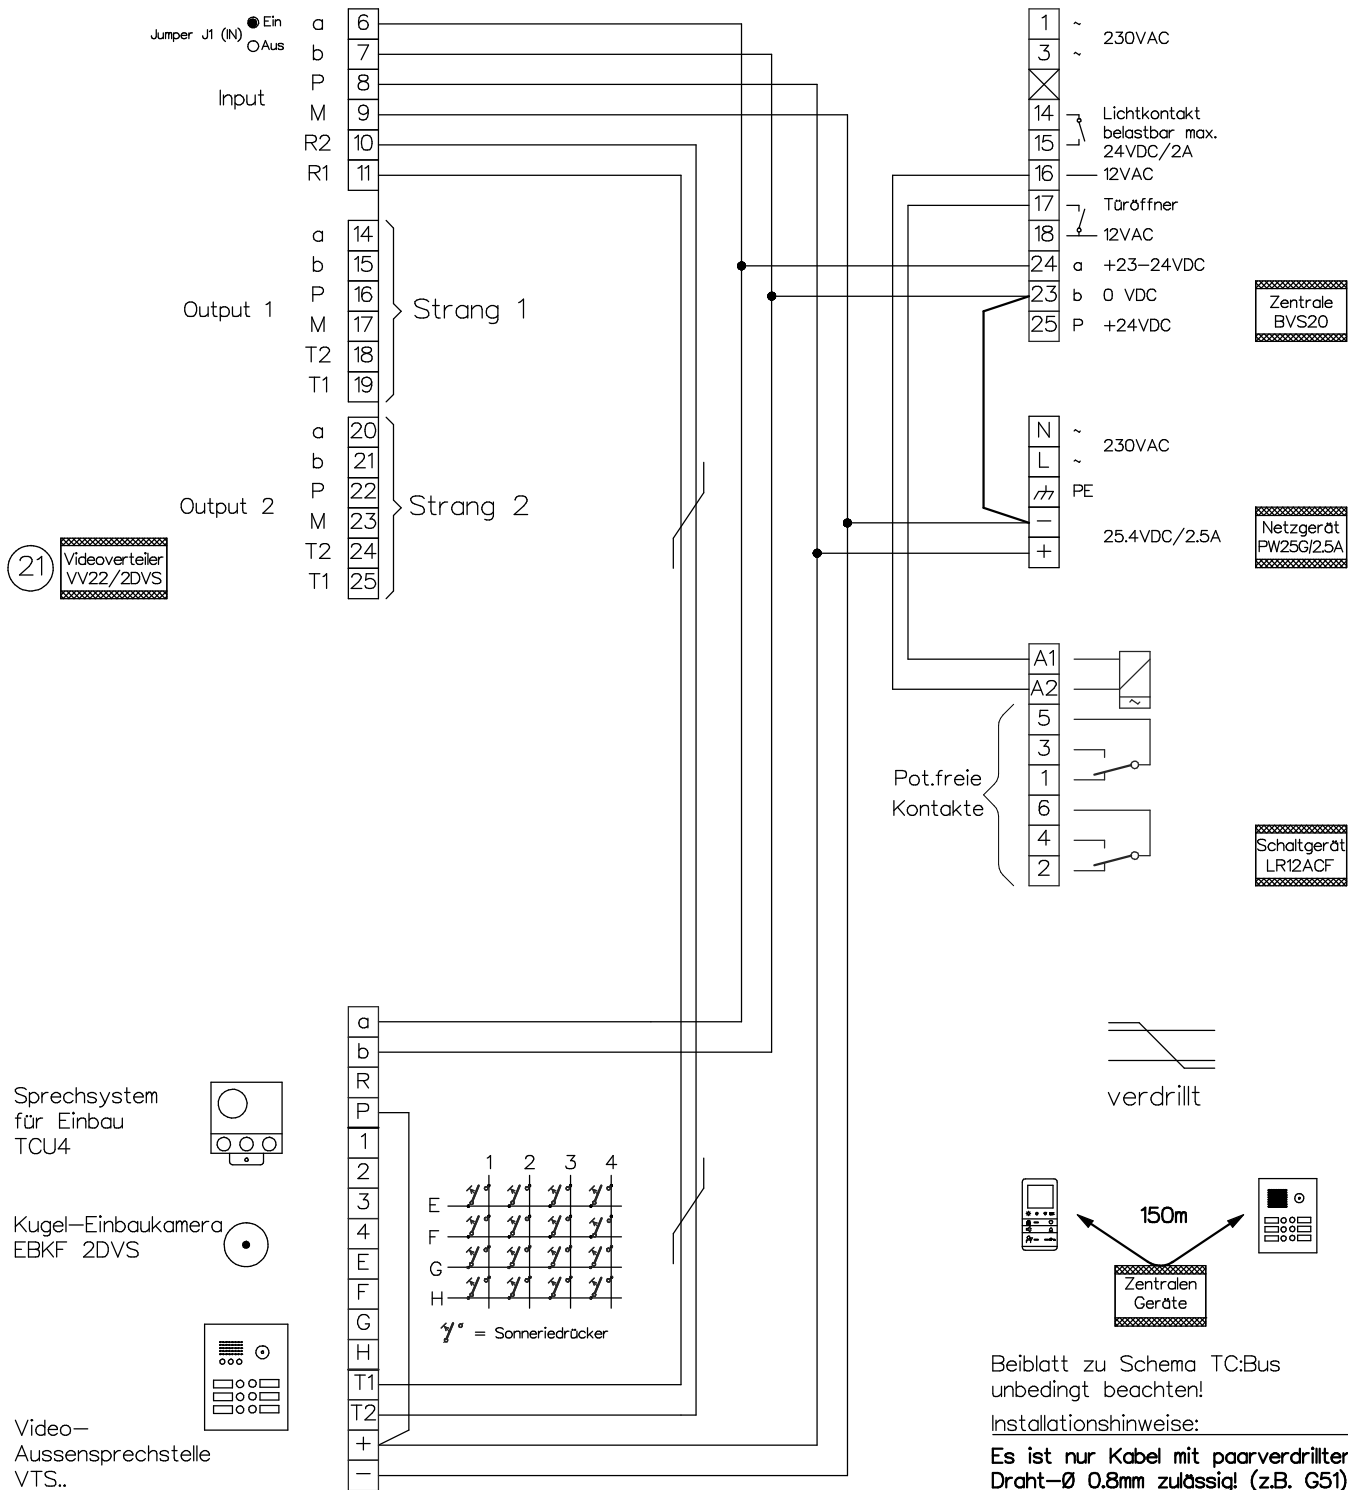 Jumper J1 (IN)
Ein
Aus
Input
a 6
b 7
P 8
M 9
R2 10
R1 11
Output 1
a 14
b 15
P 16
M 17
T2 18
T1 19
Strang 1
Output 2
a 20
b 21
P 22
M 23
T2 24
T1 25
Strang 2
21
Videoverteiler
VV22/2DVS
1 ~
3 ~
230VAC
14
15
Lichtkontakt
belastbar max.
24VDC/2A
16 12VAC
17 Türöffner
18 12VAC
24 a +23-24VDC
23 b 0 VDC
25 P +24VDC
Zentrale
BVS20
N ~
L ~
230VAC
PE
-
+
25.4VDC/2.5A
Netzgerät
PW25G/2.5A
A1
A2
~
5
3
1
6
4
2
Pot.freie
Kontakte
Schaltgerät
LR12ACF
a
b
R
P
1
2
3
4
E
F
G
H
T1
T2
+
-
Sprechsystem
für Einbau
TCU4
Kugel-Einbaukamera
EBKF 2DVS
Video-
Aussensprechstelle
VTS..
1 2 3 4
E
F
G
H
= Sonneriedrücker
verdrillt
150m
Zentralen
Geräte
Beiblatt zu Schema TC:Bus
unbedingt beachten!
Installationshinweise:
Es ist nur Kabel mit paarverdrillter
Draht-Ø 0.8mm zulässig! (z.B. G51)